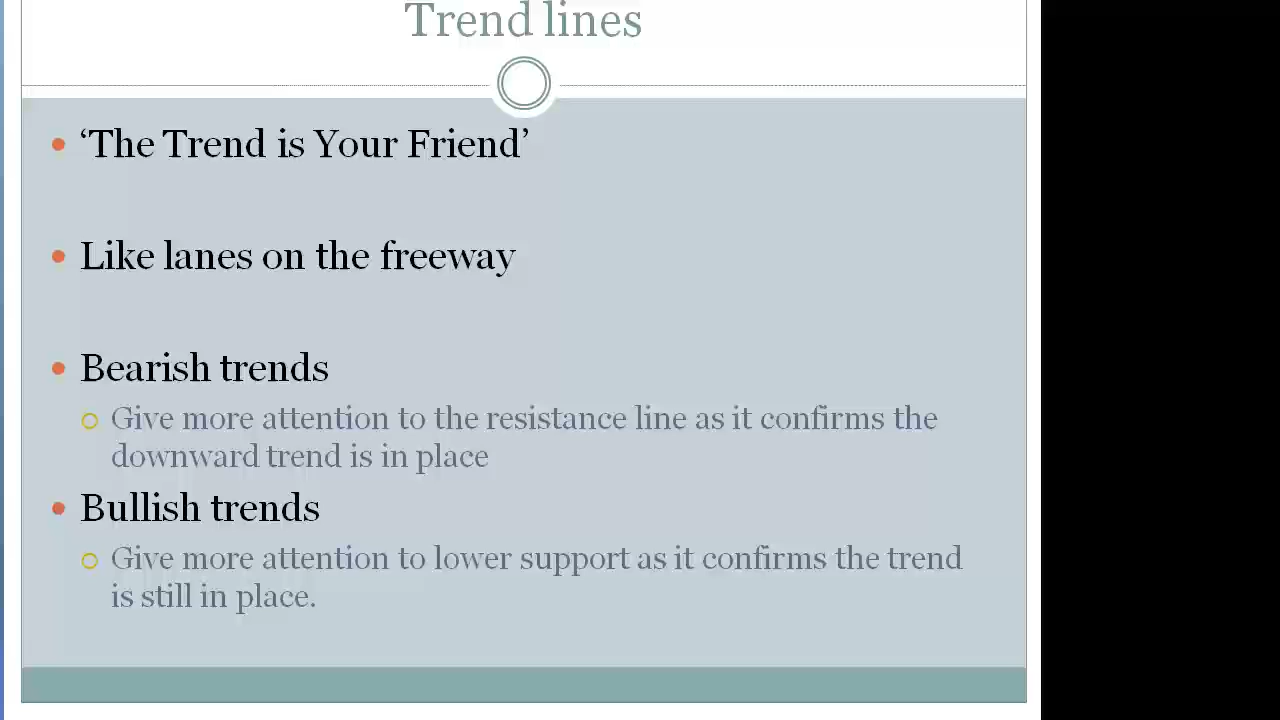 Trend lines
‘The Trend is Your Friend’
Like lanes on the freeway
Bearish trends
Give more attention to the resistance line as it confirms the
downward trend is in place
Bullish trends
Give more attention to lower support as it confirms the trend
is still in place.